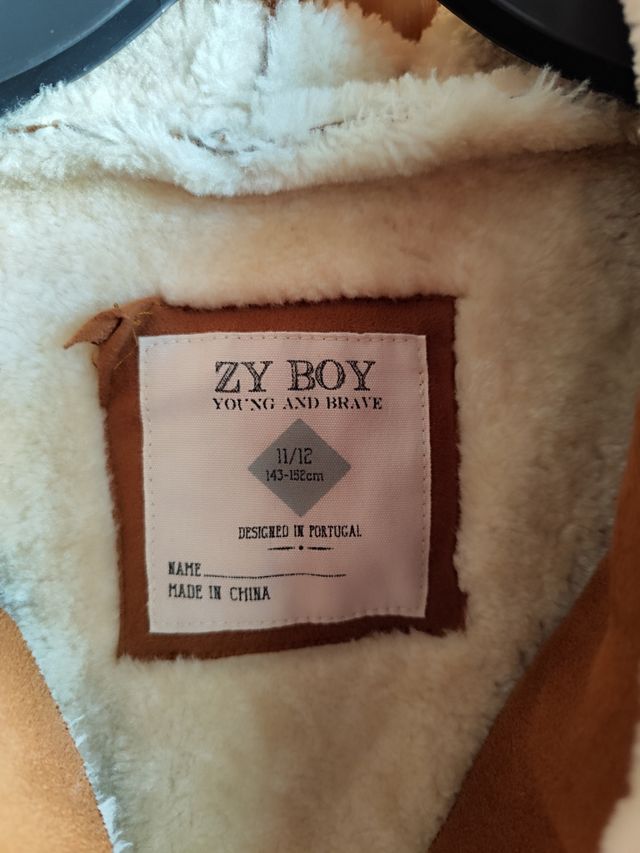 ZY BOY
YOUNG AND BRAVE
11/12
143-152cm
DESIGNED IN PORTUGAL
NAME
MADE IN CHINA